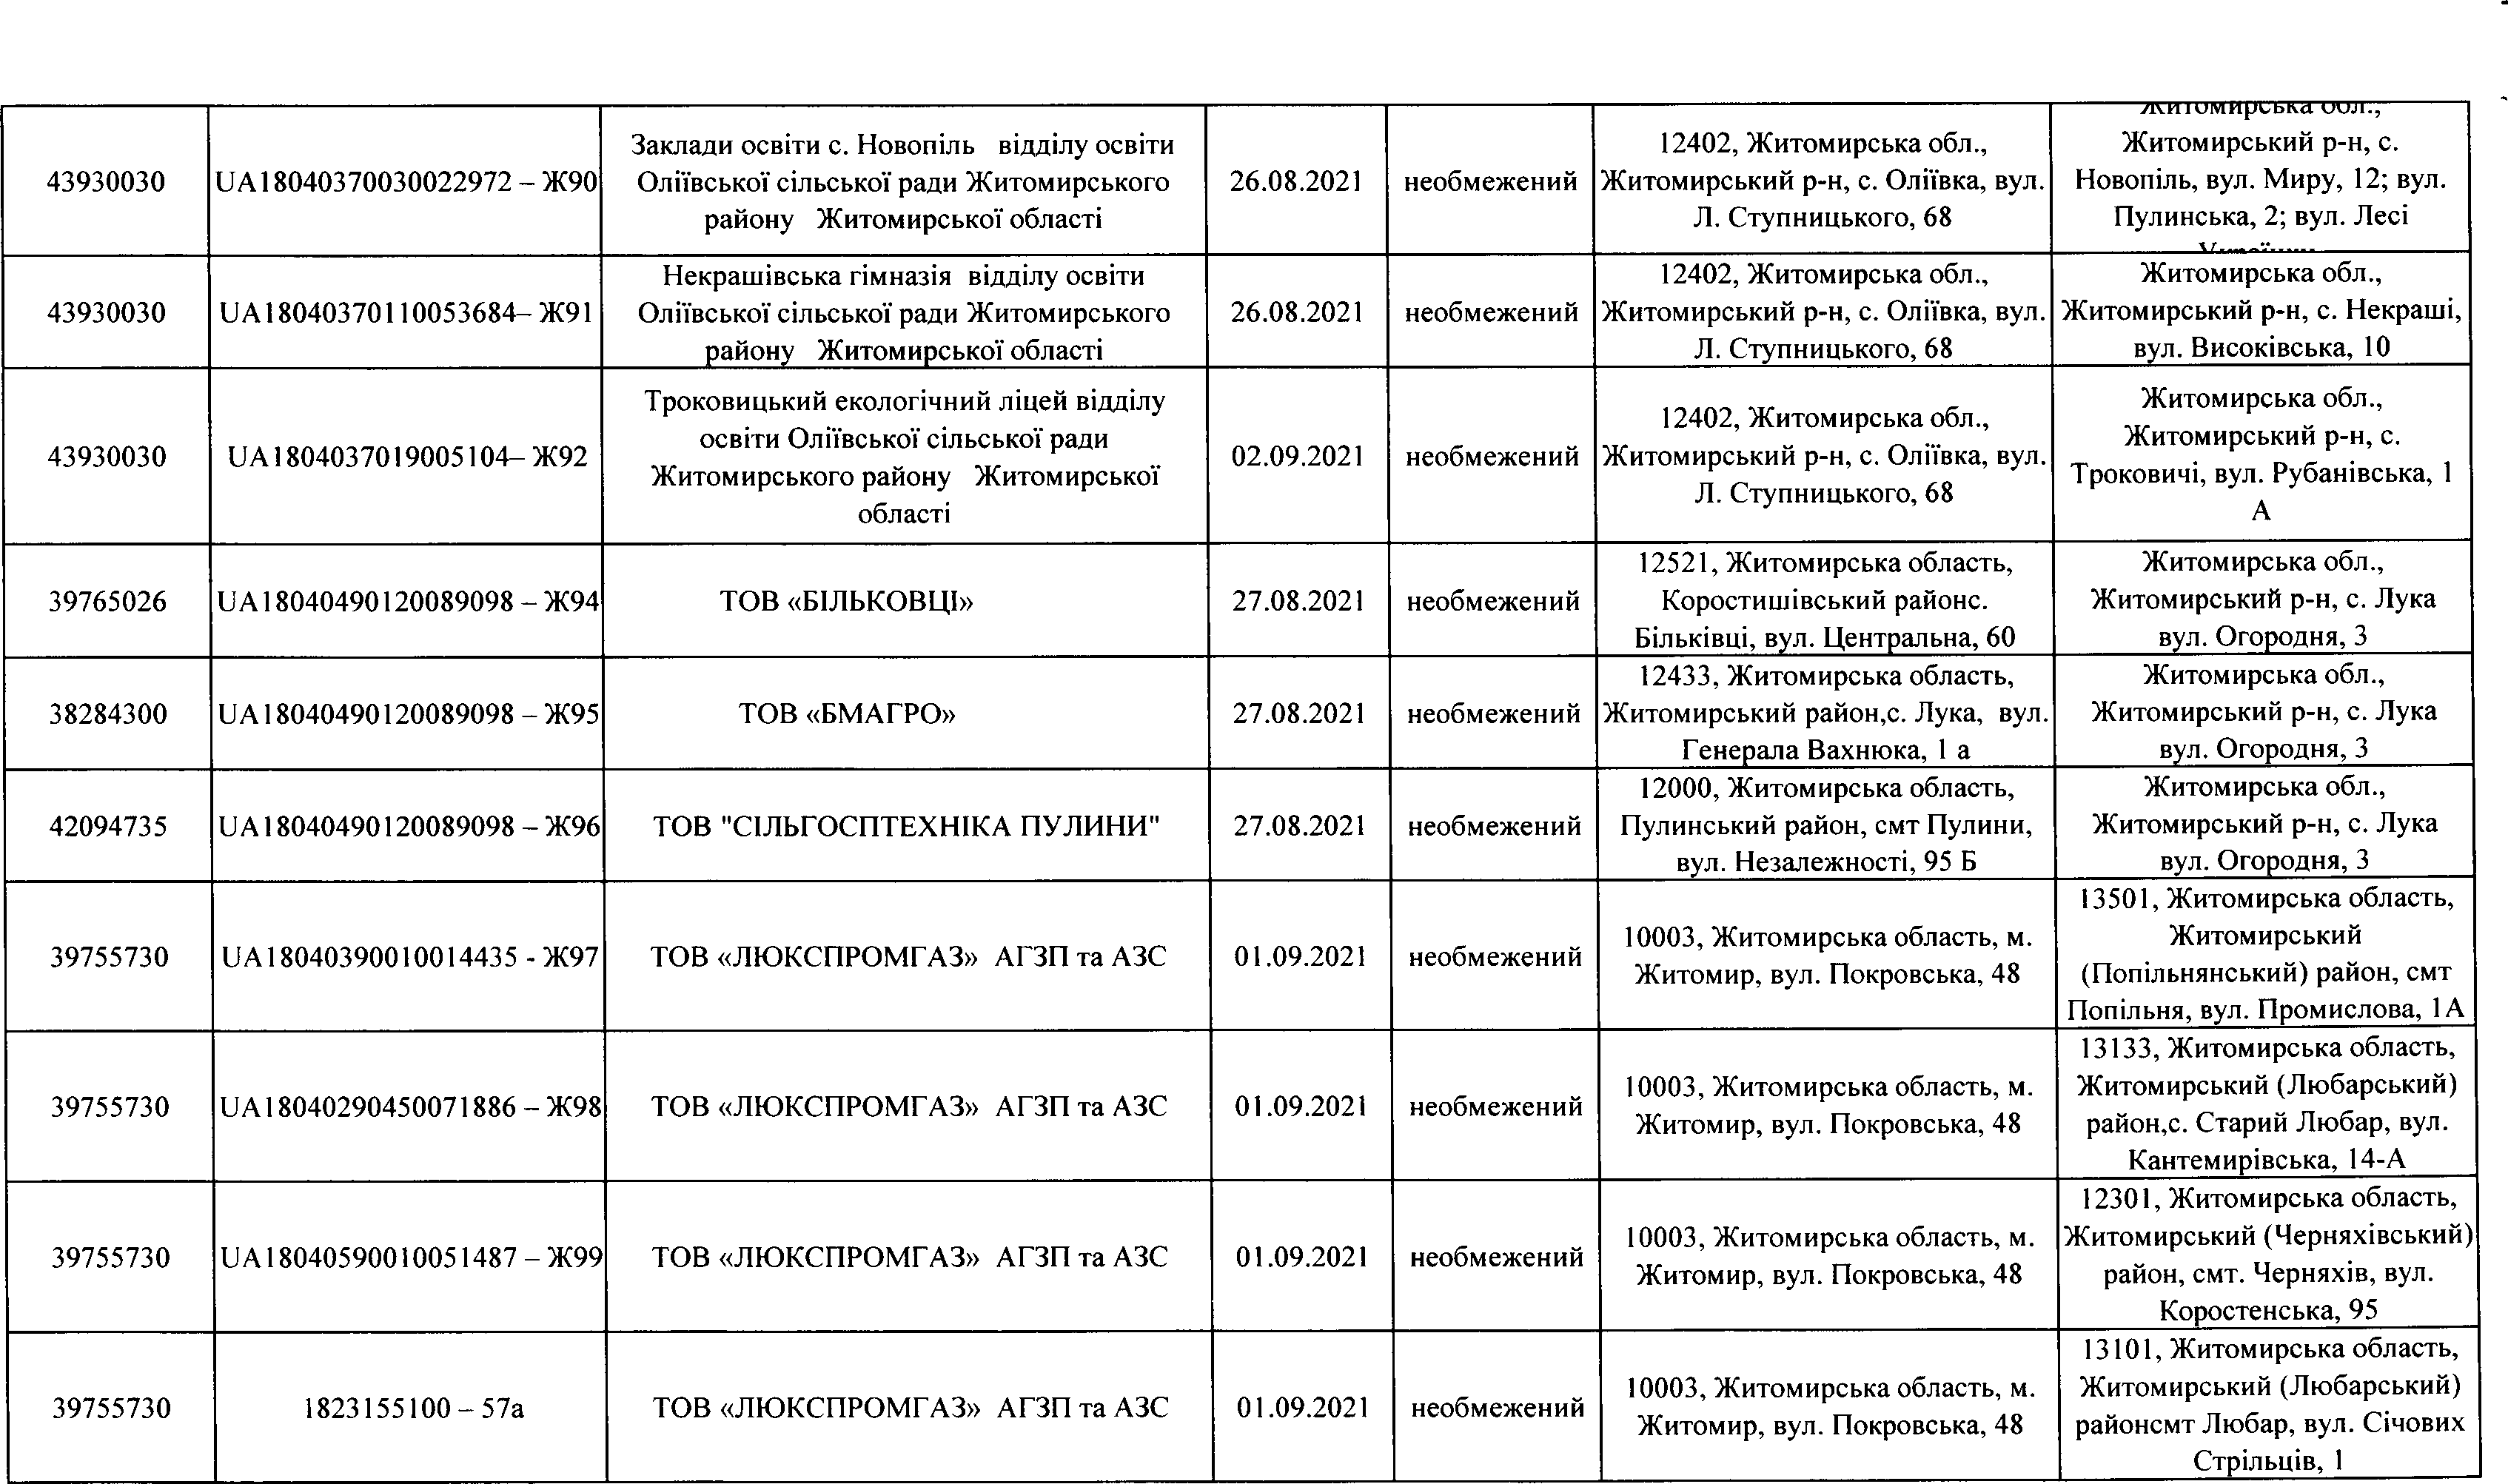 43930030
UA18040370030022972 – Ж90
Заклади освіти с. Новопіль відділу освіти
Оліївської сільської ради Житомирського
району Житомирської області
26.08.2021
необмежений
12402, Житомирська обл.,
Житомирський р-н, с. Оліївка, вул.
Л. Ступницького, 68
Житомирська обл.,
Житомирський р-н, с.
Новопіль, вул. Миру, 12; вул.
Пулинська, 2; вул. Лесі
43930030
UA18040370110053684– Ж91
Некрашівська гімназія відділу освіти
Оліївської сільської ради Житомирського
району Житомирської області
26.08.2021
необмежений
12402, Житомирська обл.,
Житомирський р-н, с. Оліївка, вул.
Л. Ступницького, 68
Житомирська обл.,
Житомирський р-н, с. Некраші,
вул. Високівська, 10
43930030
UA1804037019005104– Ж92
Троковицький екологічний ліцей відділу
освіти Оліївської сільської ради
Житомирського району Житомирської
області
02.09.2021
необмежений
12402, Житомирська обл.,
Житомирський р-н, с. Оліївка, вул.
Л. Ступницького, 68
Житомирська обл.,
Житомирський р-н, с.
Троковичі, вул. Рубанівська, 1
А
39765026
UA18040490120089098 – Ж94
ТОВ «БІЛЬКОВЦІ»
27.08.2021
необмежений
12521, Житомирська область,
Коростишівський районс.
Більківці, вул. Центральна, 60
Житомирська обл.,
Житомирський р-н, с. Лука
вул. Огородня, 3
38284300
UA18040490120089098 – Ж95
ТОВ «БМАГРО»
27.08.2021
необмежений
12433, Житомирська область,
Житомирський район,с. Лука, вул.
Генерала Вахнюка, 1 а
Житомирська обл.,
Житомирський р-н, с. Лука
вул. Огородня, 3
42094735
UA18040490120089098 – Ж96
ТОВ "СІЛЬГОСПТЕХНІКА ПУЛИНИ"
27.08.2021
необмежений
12000, Житомирська область,
Пулинський район, смт Пулини,
вул. Незалежності, 95 Б
Житомирська обл.,
Житомирський р-н, с. Лука
вул. Огородня, 3
39755730
UA18040390010014435 - Ж97
ТОВ «ЛЮКСПРОМГАЗ» АГЗП та АЗС
01.09.2021
необмежений
10003, Житомирська область, м.
Житомир, вул. Покровська, 48
13501, Житомирська область,
Житомирський
(Попільнянський) район, смт
Попільня, вул. Промислова, 1А
39755730
UA18040290450071886 – Ж98
ТОВ «ЛЮКСПРОМГАЗ» АГЗП та АЗС
01.09.2021
необмежений
10003, Житомирська область, м.
Житомир, вул. Покровська, 48
13133, Житомирська область,
Житомирський (Любарський)
район,с. Старий Любар, вул.
Кантемирівська, 14-А
39755730
UA18040590010051487 – Ж99
ТОВ «ЛЮКСПРОМГАЗ» АГЗП та АЗС
01.09.2021
необмежений
10003, Житомирська область, м.
Житомир, вул. Покровська, 48
12301, Житомирська область,
Житомирський (Черняхівський)
район, смт. Черняхів, вул.
Коростенська, 95
39755730
1823155100 – 57а
ТОВ «ЛЮКСПРОМГАЗ» АГЗП та АЗС
01.09.2021
необмежений
10003, Житомирська область, м.
Житомир, вул. Покровська, 48
13101, Житомирська область,
Житомирський (Любарський)
районсмт Любар, вул. Січових
Стрільців, 1